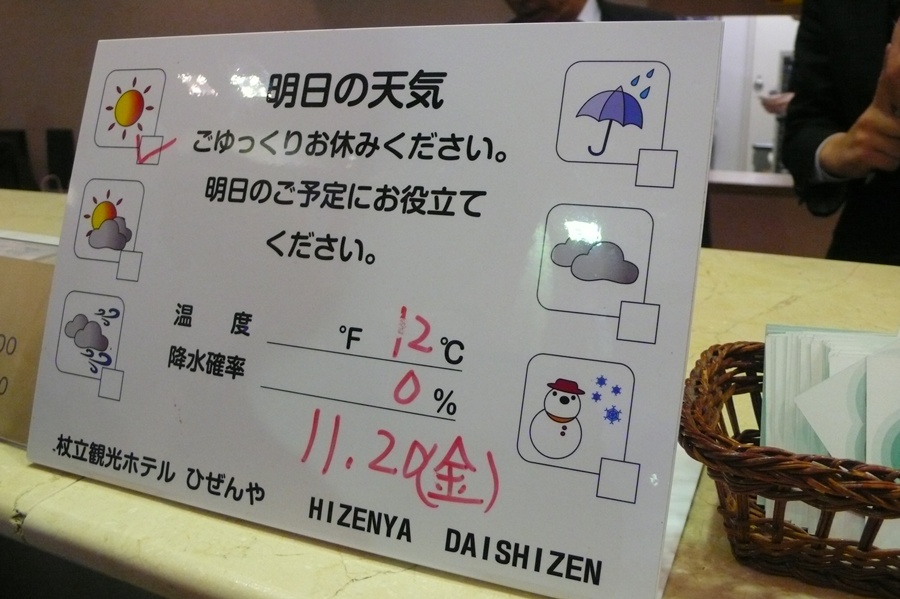 明日の天気
ごゆっくりお休みください。
明日のご予定にお役立て
ください。
温 度 °F 12 °C
降水確率 0 %
11.20(金)
杖立観光ホテル ひぜんや
HIZENYA DAISHIZEN